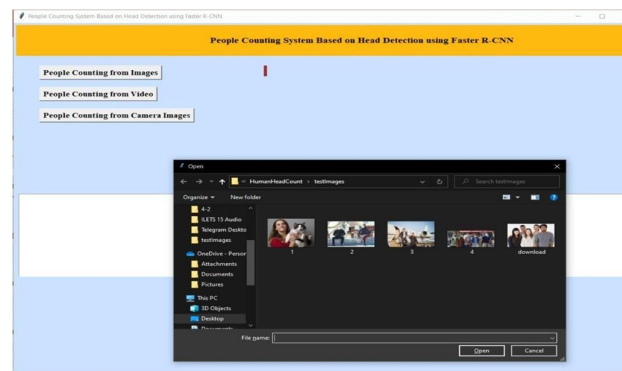 People Counting System Based on Head Detection using Faster R-CNN
People Counting System Based on Head Detection using Faster R-CNN
People Counting from Images
People Counting from Video
People Counting from Camera Images
Open
HumanHeadCount › testImages
Search testImages
Organize
New folder
4-2
ILETS 15 Audio
Telegram Deskto
testImages
OneDrive - Person
Attachments
Documents
Pictures
This PC
3D Objects
Desktop
Documents
1
2
3
4
download
File name:
Open
Cancel